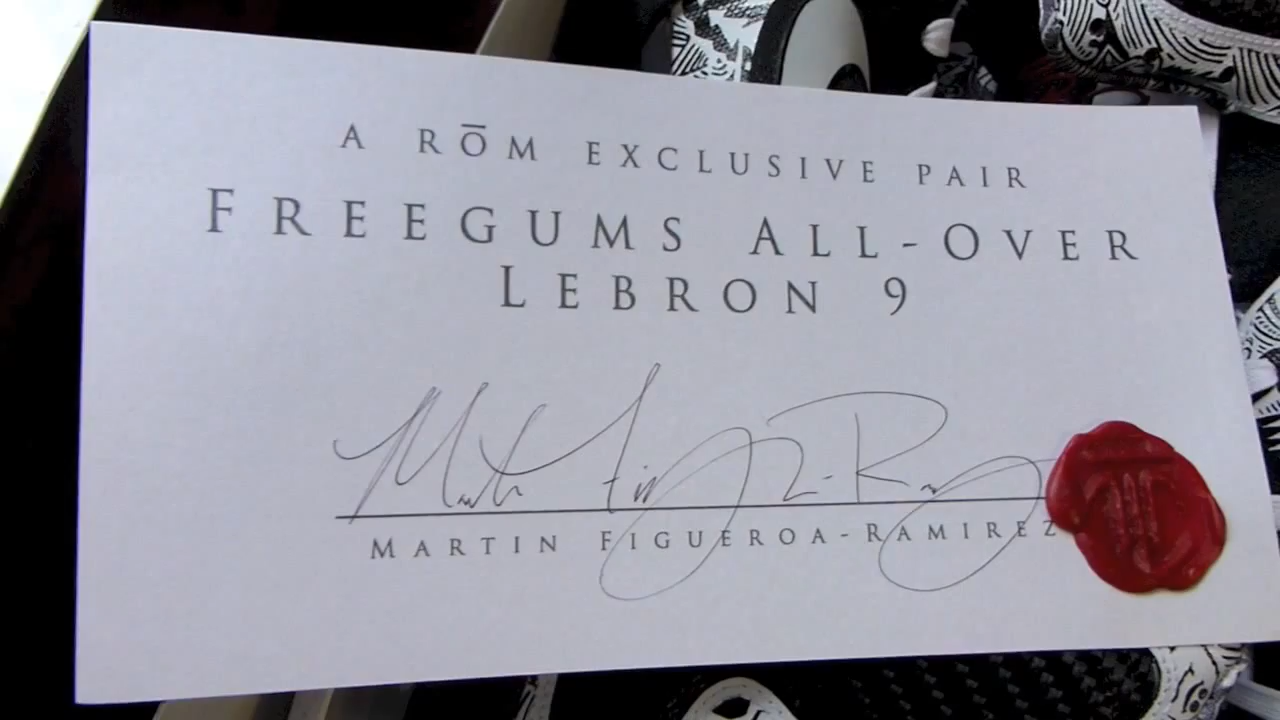 A RŌM EXCLUSIVE PAIR
FREEGUMS ALL-OVER
LEBRON 9
MARTIN FIGUEROA-RAMIREZ